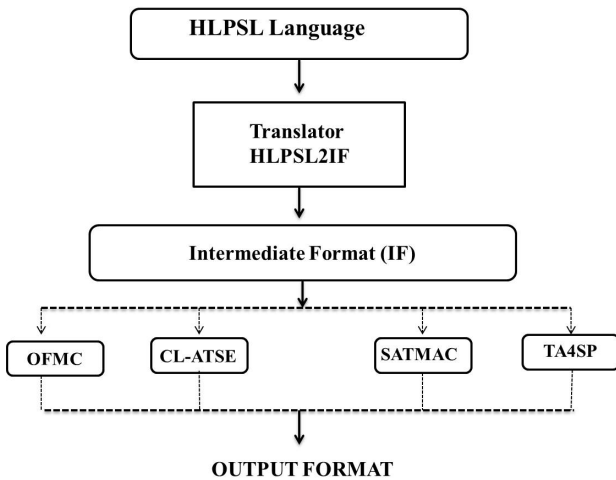 HLPSL Language
Translator
HLPSL2IF
Intermediate Format (IF)
OFMC
CL-ATSE
SATMAC
TA4SP
OUTPUT FORMAT